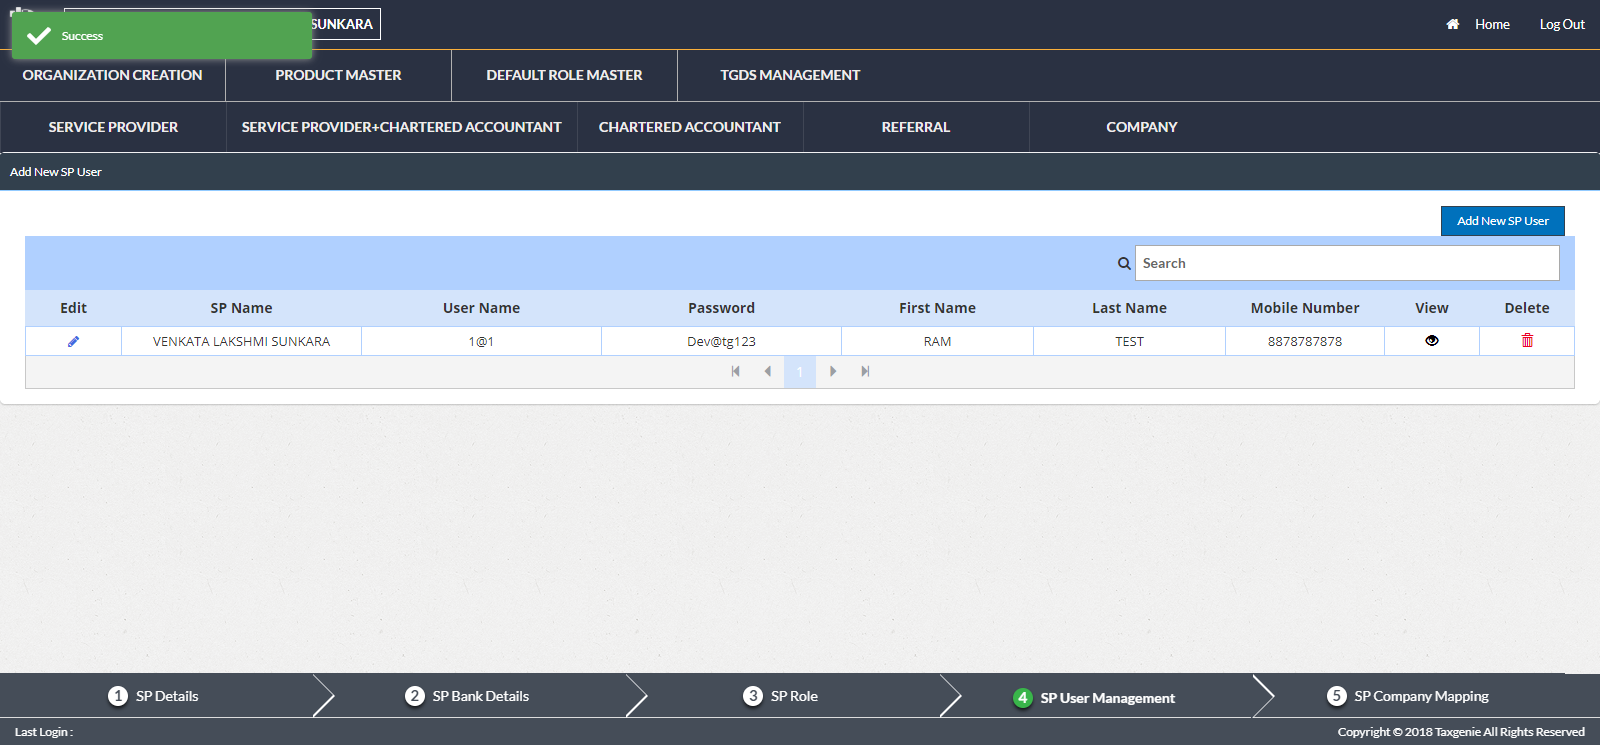 Success
SUNKARA
Home
Log Out
ORGANIZATION CREATION
PRODUCT MASTER
DEFAULT ROLE MASTER
TGDS MANAGEMENT
SERVICE PROVIDER
SERVICE PROVIDER+CHARTERED ACCOUNTANT
CHARTERED ACCOUNTANT
REFERRAL
COMPANY
Add New SP User
Add New SP User
Search
Edit
SP Name
User Name
Password
First Name
Last Name
Mobile Number
View
Delete
VENKATA LAKSHMI SUNKARA
1@1
Dev@tg123
RAM
TEST
8878787878
1
1 SP Details
2 SP Bank Details
3 SP Role
4 SP User Management
5 SP Company Mapping
Last Login :
Copyright © 2018 Taxgenie All Rights Reserved